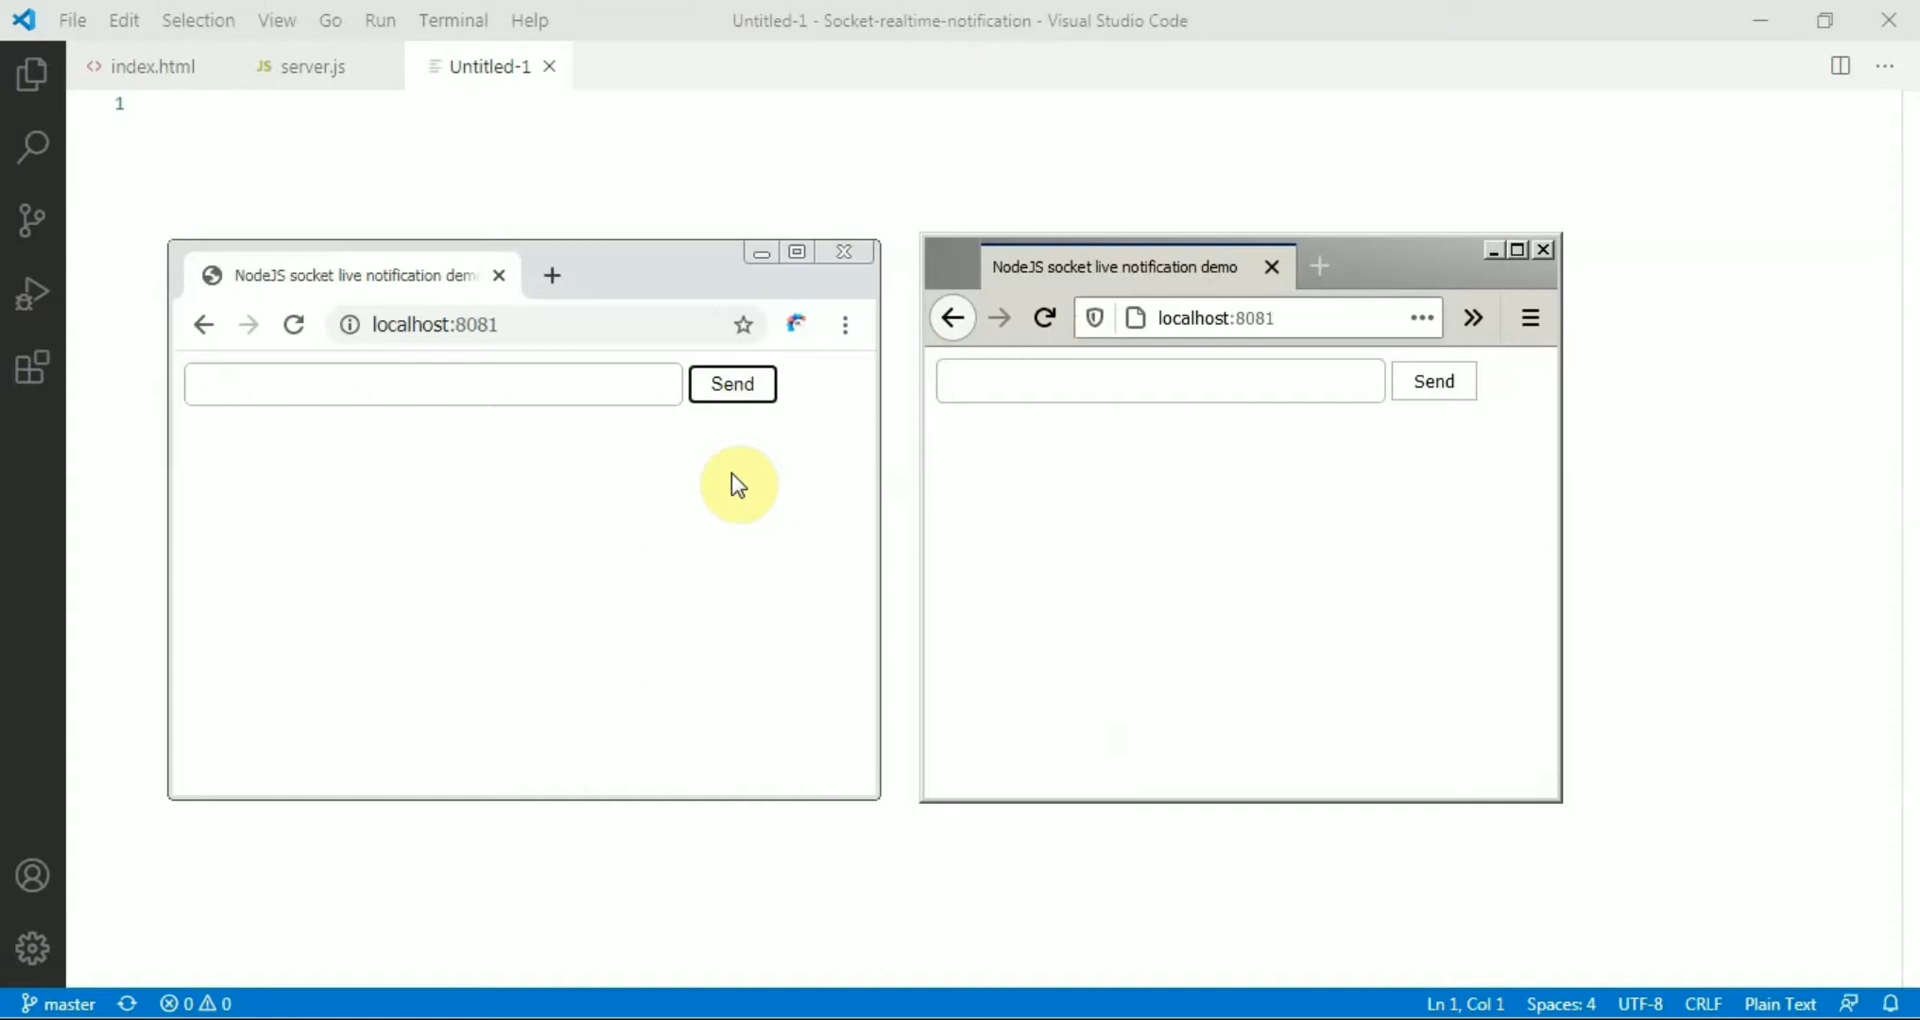 File Edit Selection View Go Run Terminal Help
Untitled-1 - Socket-realtime-notification - Visual Studio Code
index.html
JS server.js
Untitled-1
1
NodeJS socket live notification dem
localhost:8081
Send
NodeJS socket live notification demo
localhost:8081
Send
master
0 0
Ln 1, Col 1 Spaces: 4 UTF-8 CRLF Plain Text